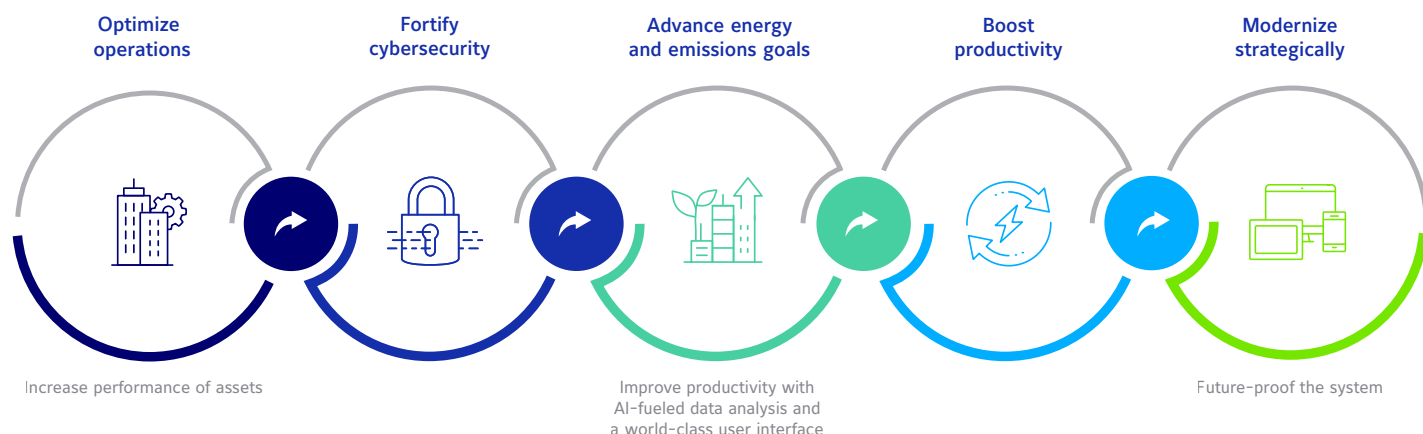 Optimize
operations
Fortify
cybersecurity
Advance energy
and emissions goals
Boost
productivity
Modernize
strategically
Increase performance of assets
Improve productivity with
AI-fueled data analysis and
a world-class user interface
Future-proof the system